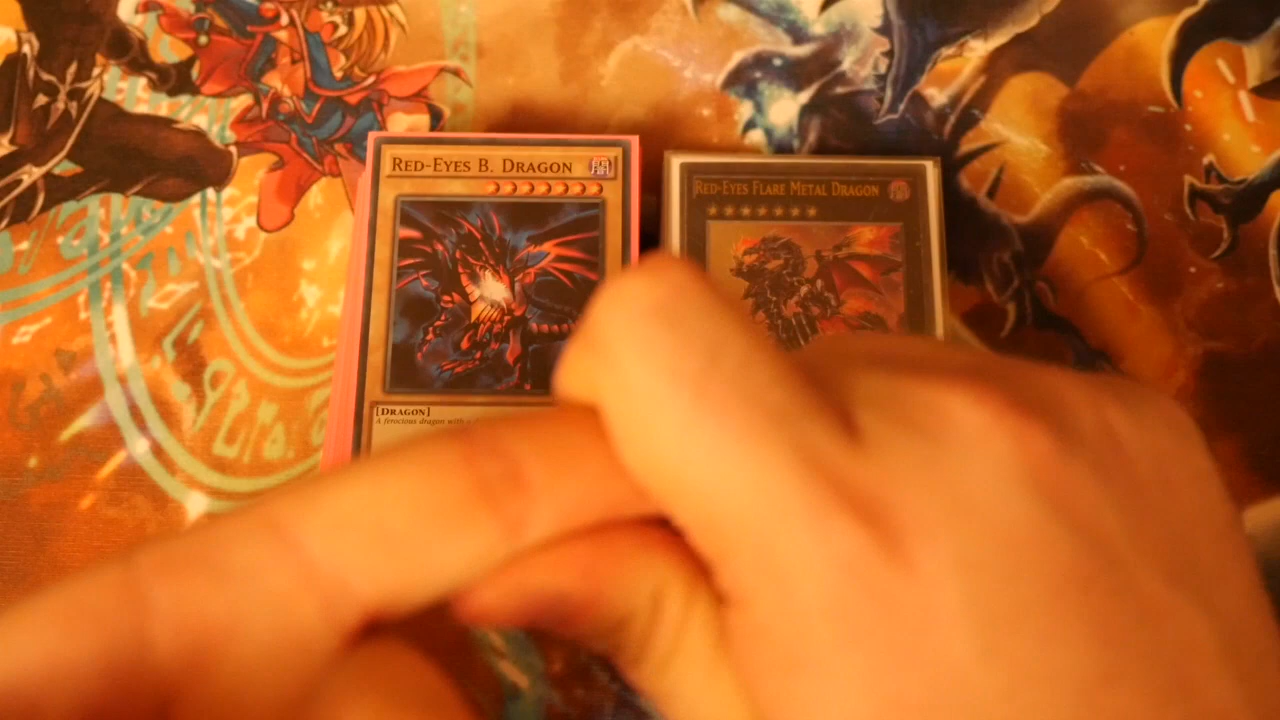 RED-EYES B. DRAGON
RED-EYES FLARE METAL DRAGON
[DRAGON]
A ferocious dragon with a